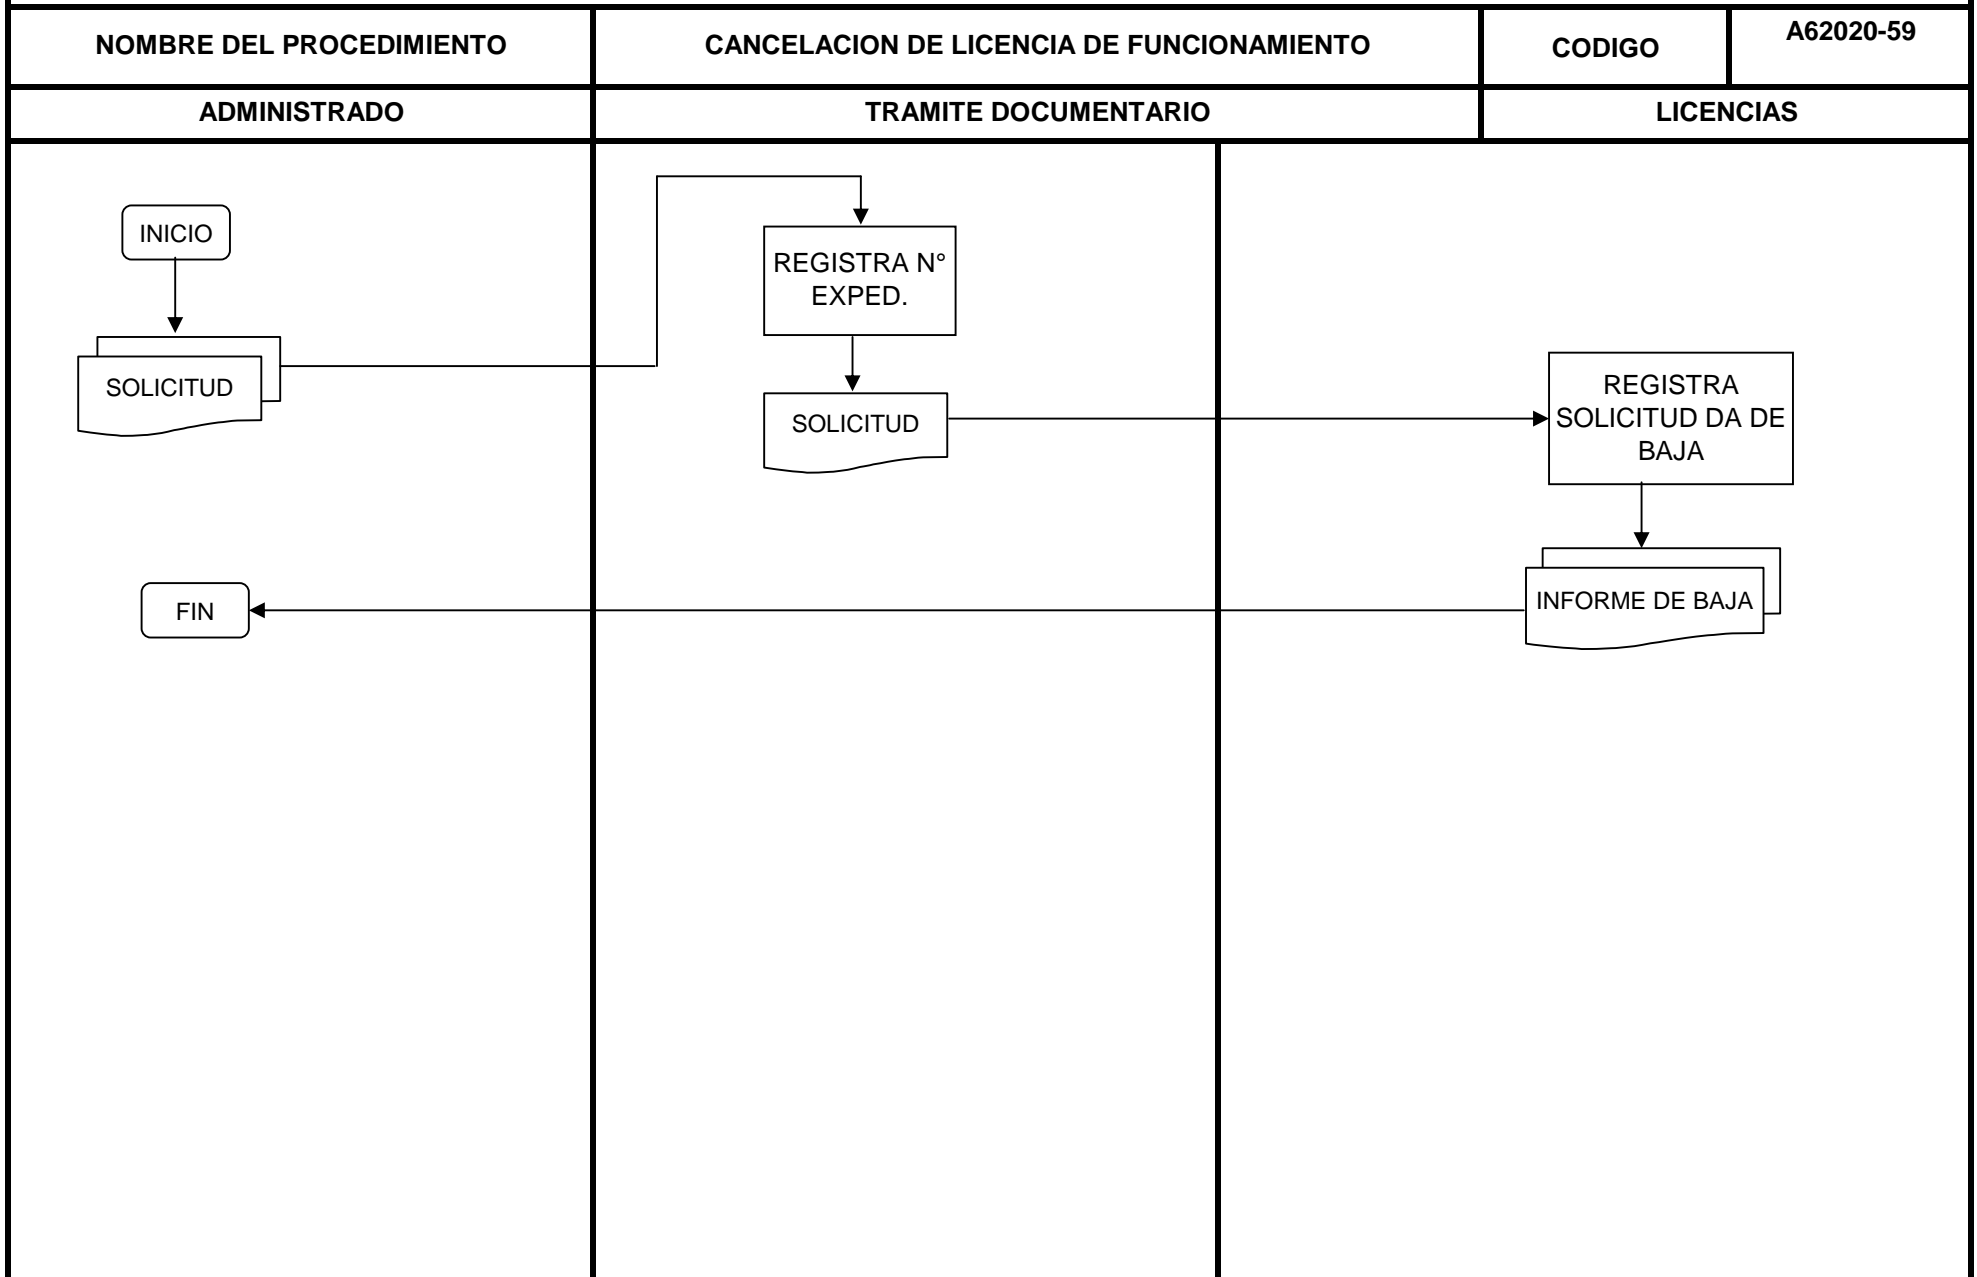 NOMBRE DEL PROCEDIMIENTO
CANCELACION DE LICENCIA DE FUNCIONAMIENTO
CODIGO
A62020-59
ADMINISTRADO
TRAMITE DOCUMENTARIO
LICENCIAS
INICIO
SOLICITUD
REGISTRA N°
EXPED.
SOLICITUD
REGISTRA
SOLICITUD DA DE
BAJA
INFORME DE BAJA
FIN